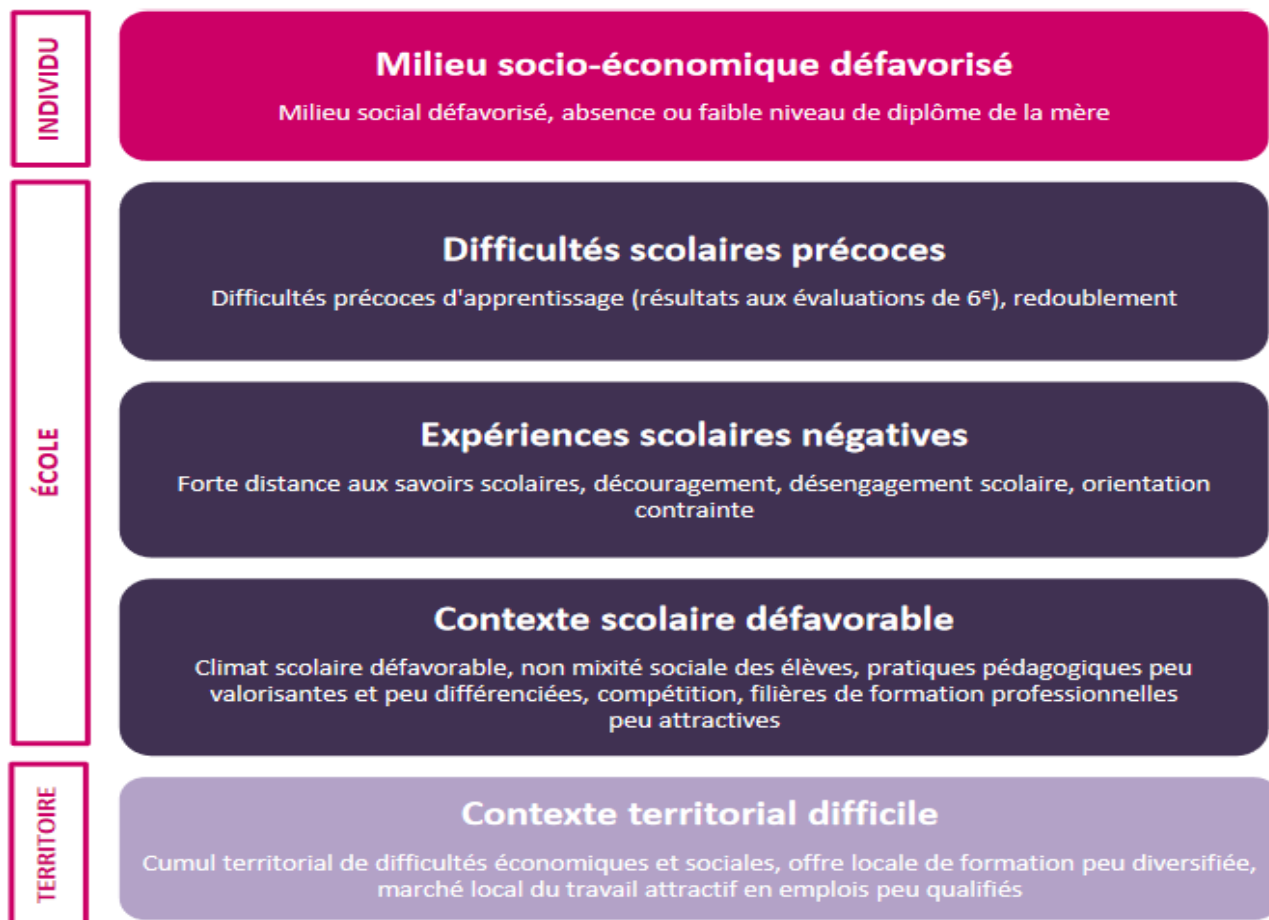 INDIVIDU
Milieu socio-économique défavorisé
Milieu social défavorisé, absence ou faible niveau de diplôme de la mère
ÉCOLE
Difficultés scolaires précoces
Difficultés précoces d'apprentissage (résultats aux évaluations de 6ᵉ), redoublement
Expériences scolaires négatives
Forte distance aux savoirs scolaires, découragement, désengagement scolaire, orientation
contrainte
Contexte scolaire défavorable
Climat scolaire défavorable, non mixité sociale des élèves, pratiques pédagogiques peu
valorisantes et peu différenciées, compétition, filières de formation professionnelles
peu attractives
TERRITOIRE
Contexte territorial difficile
Cumul territorial de difficultés économiques et sociales, offre locale de formation peu diversifiée,
marché local du travail attractif en emplois peu qualifiés